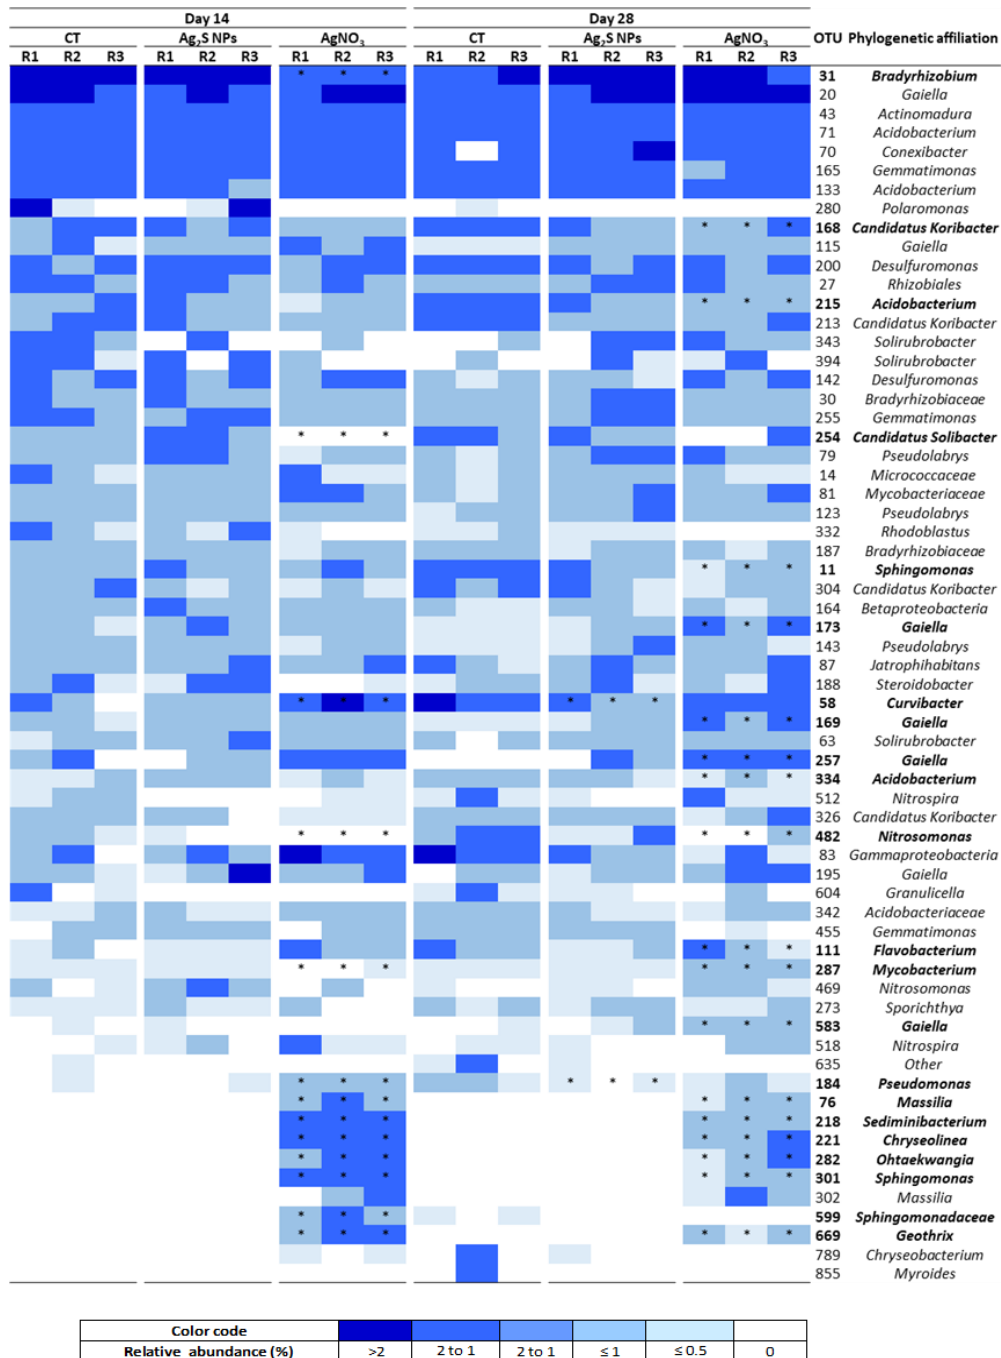 Day 14 Day 28
CT Ag₂S NPs AgNO₃ CT Ag₂S NPs AgNO₃ OTU Phylogenetic affiliation
R1 R2 R3 R1 R2 R3 R1 R2 R3 R1 R2 R3 R1 R2 R3 R1 R2 R3
* * * 31 Bradyrhizobium
20 Gaiella
43 Actinomadura
71 Acidobacterium
70 Conexibacter
165 Gemmatimonas
133 Acidobacterium
280 Polaromonas
* * * 168 Candidatus Koribacter
115 Gaiella
200 Desulfuromonas
27 Rhizobiales
* * * 215 Acidobacterium
213 Candidatus Koribacter
343 Solirubrobacter
394 Solirubrobacter
142 Desulfuromonas
30 Bradyrhizobiaceae
255 Gemmatimonas
* * * 254 Candidatus Solibacter
79 Pseudolabrys
14 Micrococcaceae
81 Mycobacteriaceae
123 Pseudolabrys
332 Rhodoblastus
187 Bradyrhizobiaceae
* * * 11 Sphingomonas
304 Candidatus Koribacter
164 Betaproteobacteria
* * * 173 Gaiella
143 Pseudolabrys
87 Jatrophihabitans
188 Steroidobacter
* * * * * * 58 Curvibacter
* * * 169 Gaiella
63 Solirubrobacter
* * * 257 Gaiella
* * * 334 Acidobacterium
512 Nitrospira
326 Candidatus Koribacter
* * * * * * 482 Nitrosomonas
83 Gammaproteobacteria
195 Gaiella
604 Granulicella
342 Acidobacteriaceae
455 Gemmatimonas
* * * 111 Flavobacterium
* * * * * * 287 Mycobacterium
469 Nitrosomonas
273 Sporichthya
* * * 583 Gaiella
518 Nitrospira
635 Other
* * * * * * 184 Pseudomonas
* * * * * * 76 Massilia
* * * * * * 218 Sediminibacterium
* * * * * * 221 Chryseolinea
* * * * * * 282 Ohtaekwangia
* * * * * * 301 Sphingomonas
302 Massilia
* * * 599 Sphingomonadaceae
* * * * * * 669 Geothrix
789 Chryseobacterium
855 Myroides
Color code
Relative abundance (%) >2 2 to 1 2 to 1 ≤ 1 ≤ 0.5 0